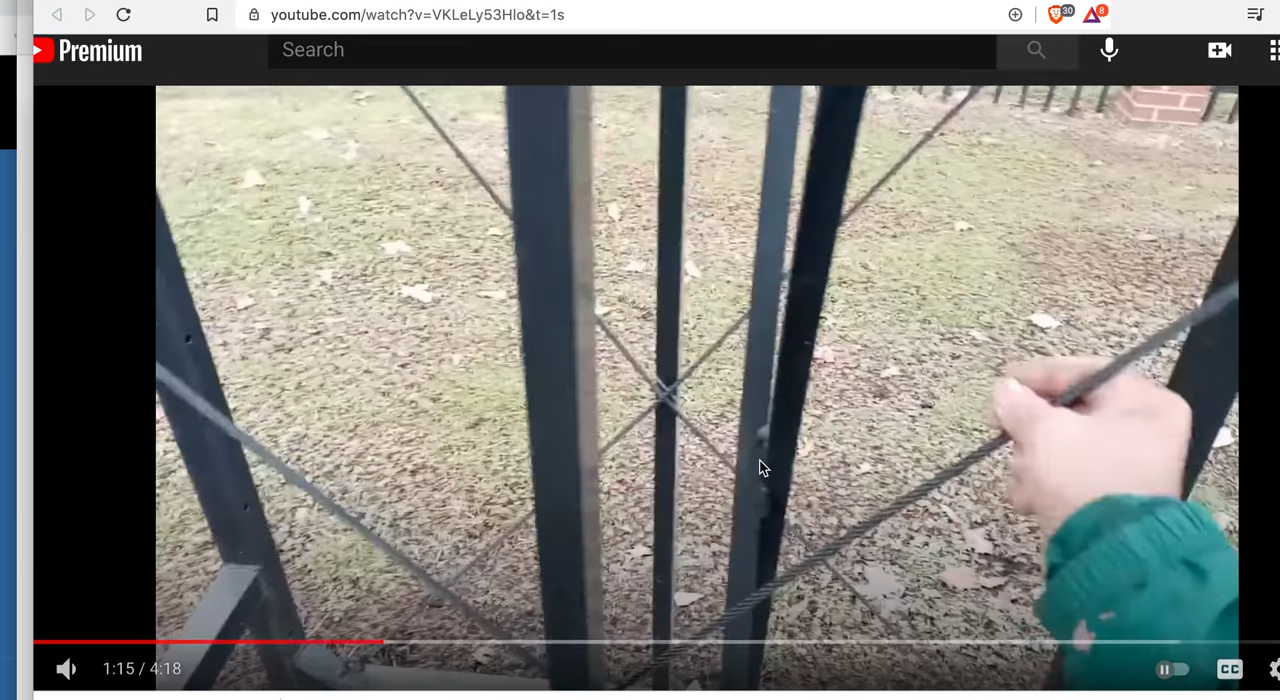 youtube.com/watch?v=VKLeLy53Hlo&t=1s
30
8
Premium
Search
1:15 / 4:18
CC